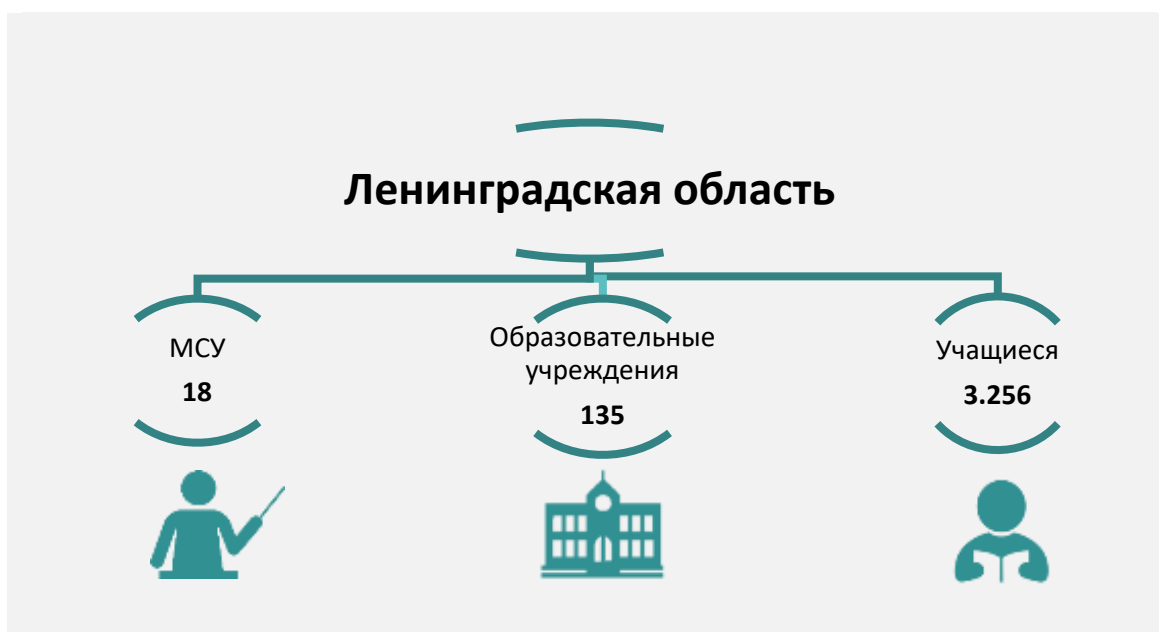 Ленинградская область
МСУ
18
Образовательные
учреждения
135
Учащиеся
3.256